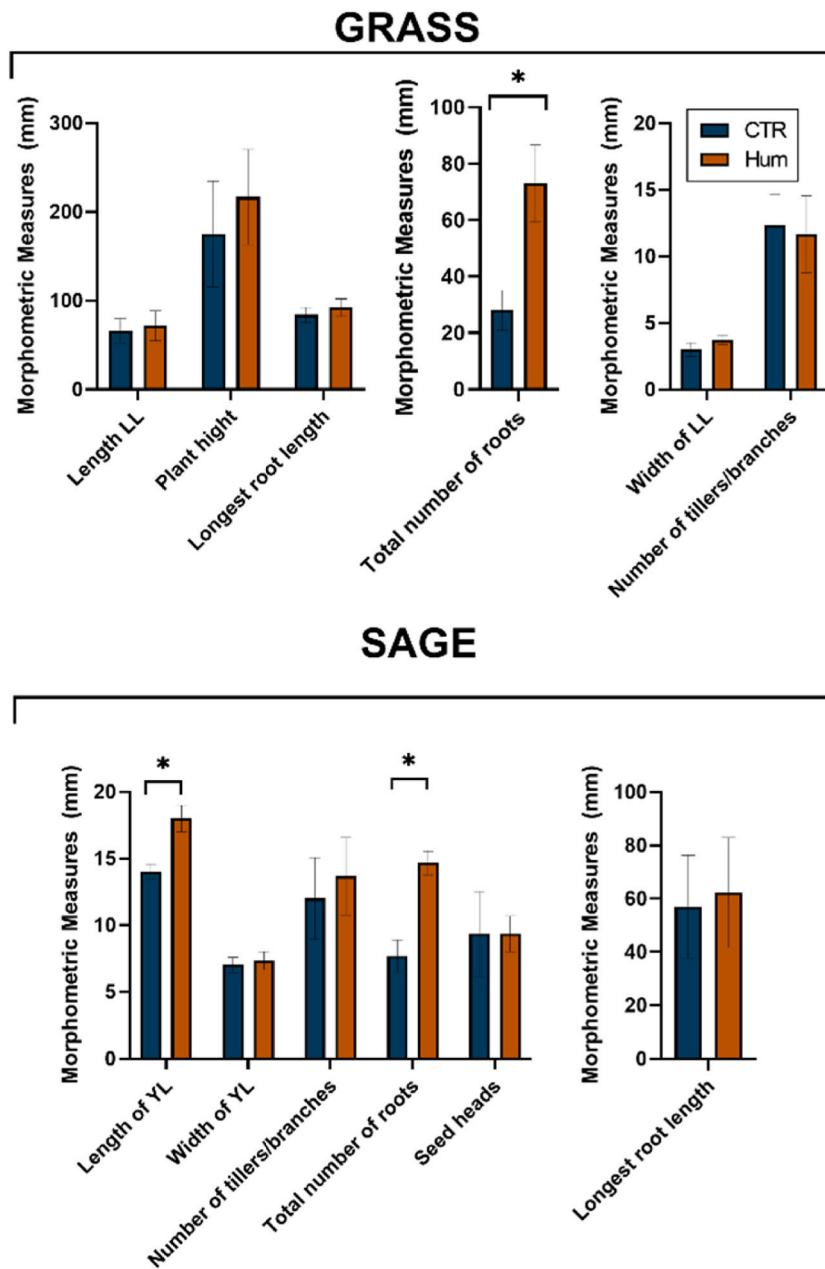 GRASS
Morphometric Measures (mm)
300
200
100
0
Length LL
Plant hight
Longest root length
Morphometric Measures (mm)
100
80
60
40
20
0
*
Total number of roots
Morphometric Measures (mm)
20
15
10
5
0
CTR
Hum
Width of LL
Number of tillers/branches
SAGE
Morphometric Measures (mm)
20
15
10
5
0
*
*
Length of YL
Width of YL
Number of tillers/branches
Total number of roots
Seed heads
Morphometric Measures (mm)
100
80
60
40
20
0
Longest root length